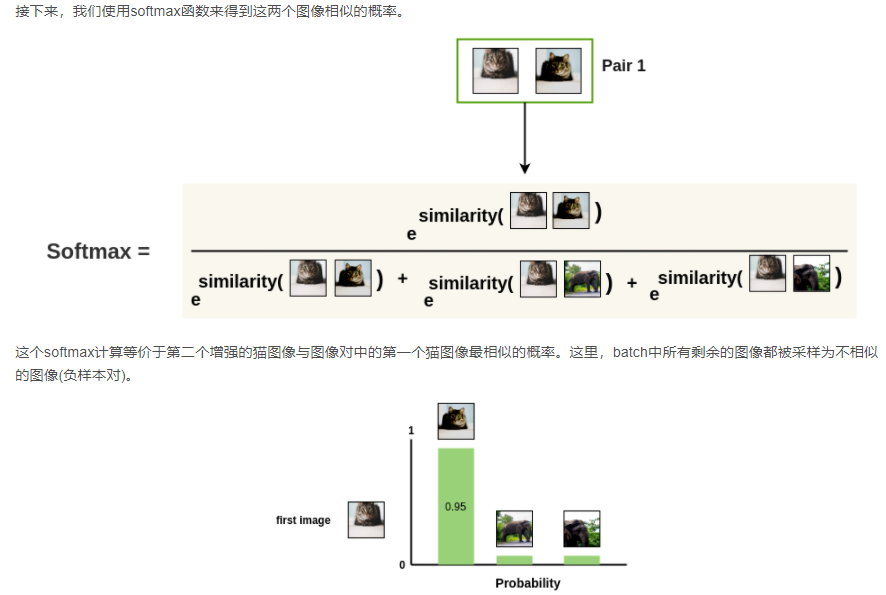 接下来，我们使用softmax函数来得到这两个图像相似的概率。
Pair 1
similarity( )
e
Softmax =
similarity( ) + similarity( ) + similarity( )
e e e
这个softmax计算等价于第二个增强的猫图像与图像对中的第一个猫图像最相似的概率。这里，batch中所有剩余的图像都被采样为不相似
的图像(负样本对)。
1
0.95
first image
0
Probability